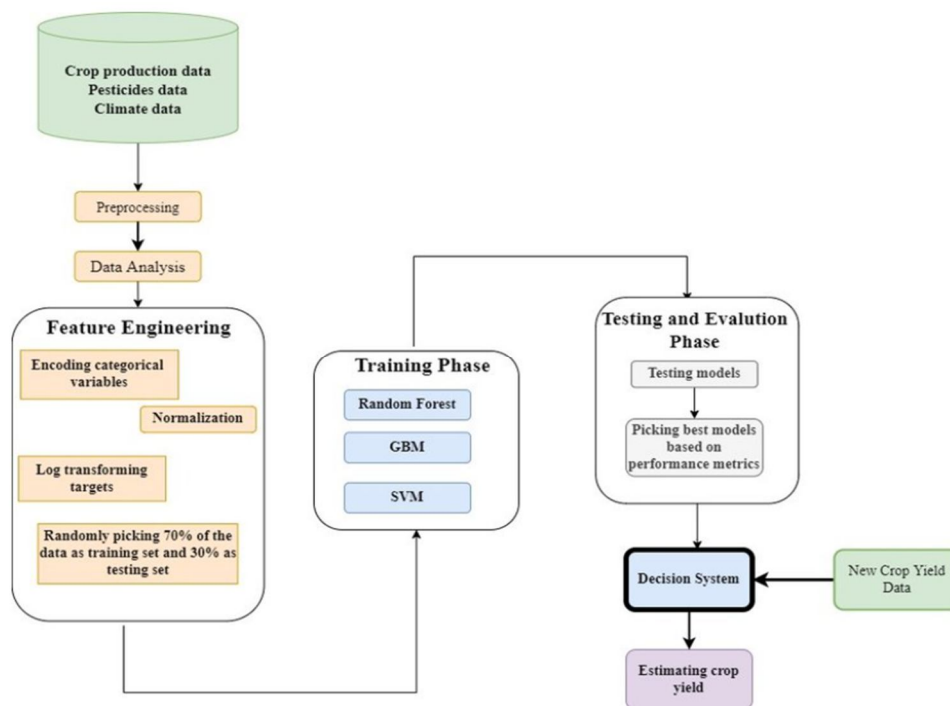 Crop production data
Pesticides data
Climate data
Preprocessing
Data Analysis
Feature Engineering
Encoding categorical
variables
Normalization
Log transforming
targets
Randomly picking 70% of
the data as training
set and 30% as
testing set
Training Phase
Random Forest
GBM
SVM
Testing and Evalution
Phase
Testing models
Picking best models
based on
performance metrics
Decision System
New Crop Yield
Data
Estimating crop
yield